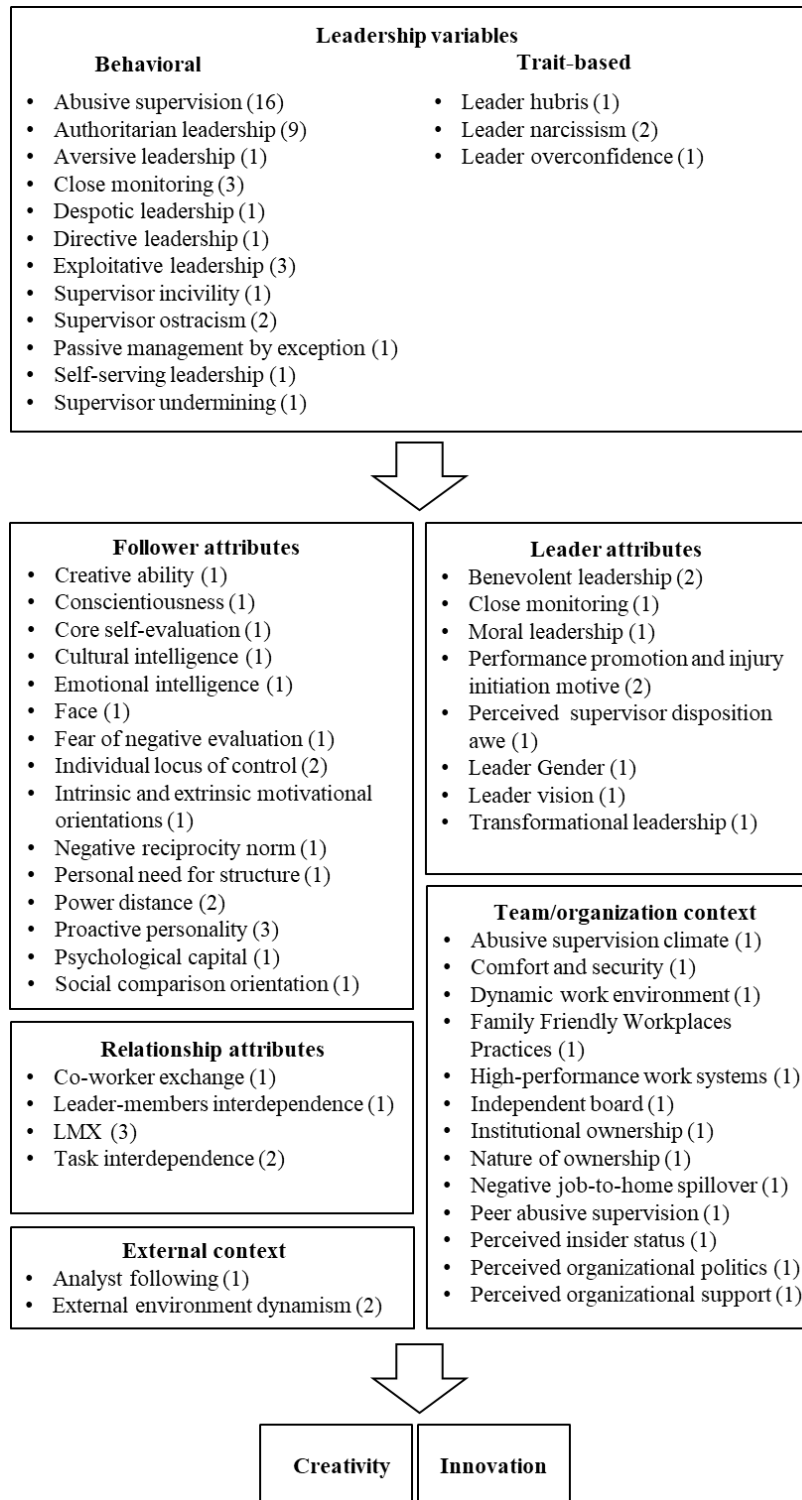 Leadership variables
Behavioral
• Abusive supervision (16)
• Authoritarian leadership (9)
• Aversive leadership (1)
• Close monitoring (3)
• Despotic leadership (1)
• Directive leadership (1)
• Exploitative leadership (3)
• Supervisor incivility (1)
• Supervisor ostracism (2)
• Passive management by exception (1)
• Self-serving leadership (1)
• Supervisor undermining (1)
Trait-based
• Leader hubris (1)
• Leader narcissism (2)
• Leader overconfidence (1)
Follower attributes
• Creative ability (1)
• Conscientiousness (1)
• Core self-evaluation (1)
• Cultural intelligence (1)
• Emotional intelligence (1)
• Face (1)
• Fear of negative evaluation (1)
• Individual locus of control (2)
• Intrinsic and extrinsic motivational
orientations (1)
• Negative reciprocity norm (1)
• Personal need for structure (1)
• Power distance (2)
• Proactive personality (3)
• Psychological capital (1)
• Social comparison orientation (1)
Relationship attributes
• Co-worker exchange (1)
• Leader-members interdependence (1)
• LMX (3)
• Task interdependence (2)
External context
• Analyst following (1)
• External environment dynamism (2)
Leader attributes
• Benevolent leadership (2)
• Close monitoring (1)
• Moral leadership (1)
• Performance promotion and injury
initiation motive (2)
• Perceived supervisor disposition
awe (1)
• Leader Gender (1)
• Leader vision (1)
• Transformational leadership (1)
Team/organization context
• Abusive supervision climate (1)
• Comfort and security (1)
• Dynamic work environment (1)
• Family Friendly Workplaces
Practices (1)
• High-performance work systems (1)
• Independent board (1)
• Institutional ownership (1)
• Nature of ownership (1)
• Negative job-to-home spillover (1)
• Peer abusive supervision (1)
• Perceived insider status (1)
• Perceived organizational politics (1)
• Perceived organizational support (1)
Creativity
Innovation